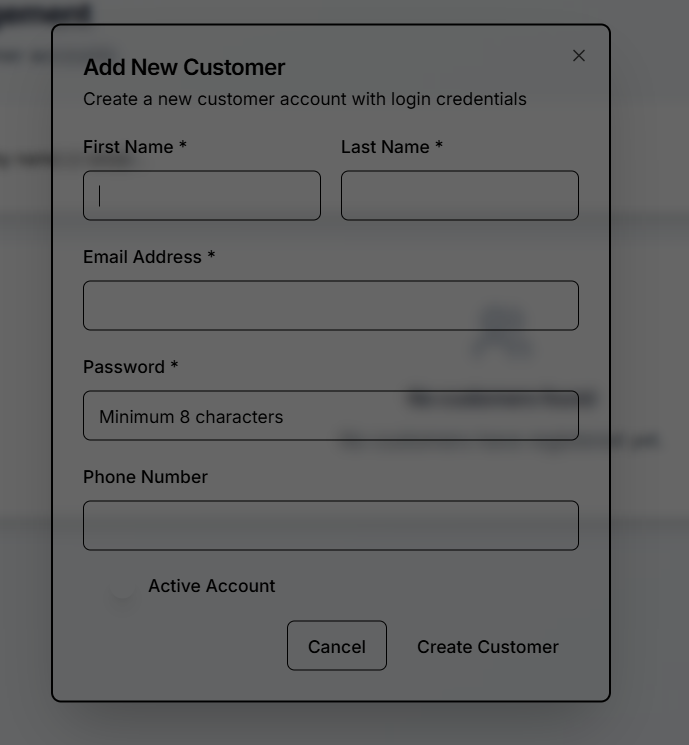 Add New Customer
Create a new customer account with login credentials
First Name *
Last Name *
Email Address *
Password *
Minimum 8 characters
Phone Number
Active Account
Cancel
Create Customer